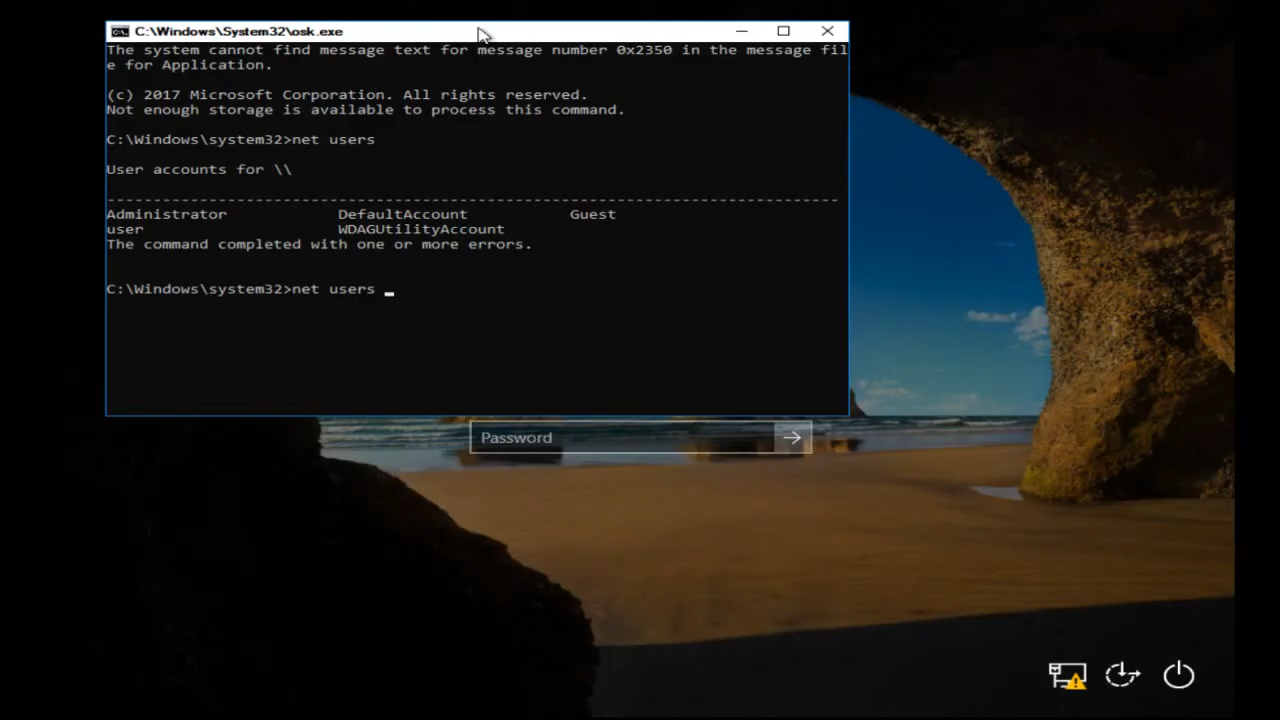 C:\Windows\System32\osk.exe
The system cannot find message text for message number 0x2350 in the message fil
e for Application.
(c) 2017 Microsoft Corporation. All rights reserved.
Not enough storage is available to process this command.
C:\Windows\system32>net users
User accounts for \\
-------------------------------------------------------------------------------
Administrator DefaultAccount Guest
user WDAGUtilityAccount
The command completed with one or more errors.
C:\Windows\system32>net users _
Password